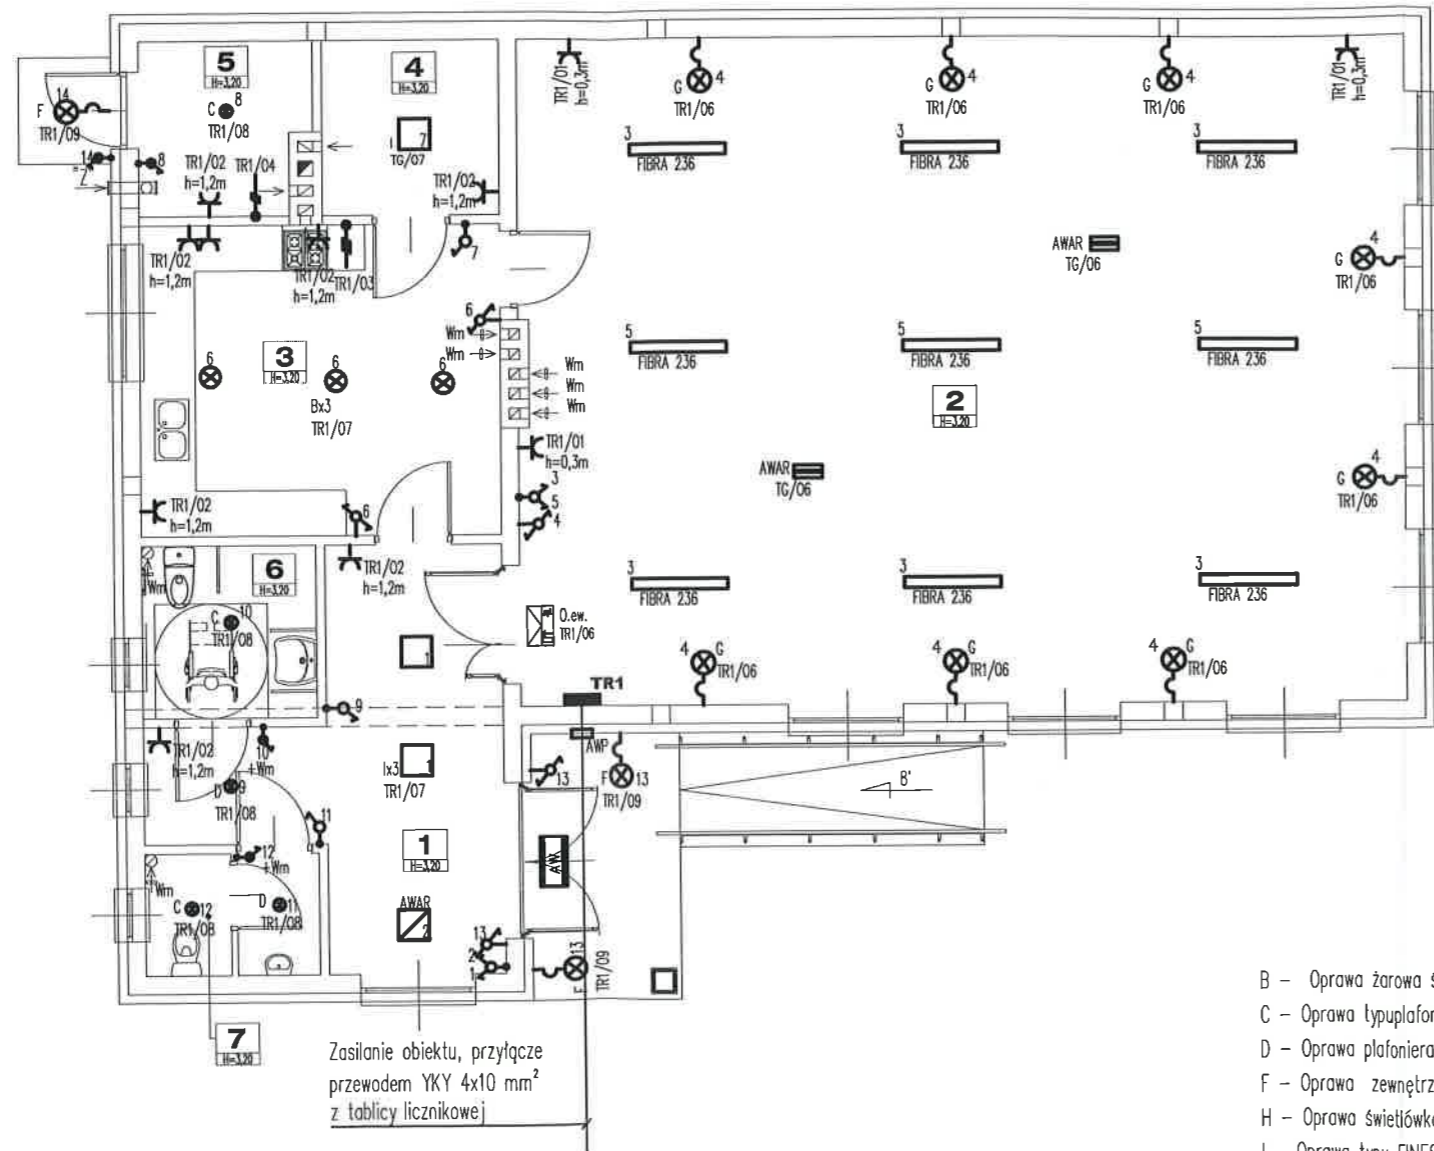 5
H=3,20
4
H=3,20
14
F
TR1/09
C 8
TR1/08
I 7
TG/07
TR1/01
h=0,3m
G 4
TR1/06
G 4
TR1/06
G 4
TR1/06
TR1/01
h=0,3m
3
FIBRA 236
3
FIBRA 236
3
FIBRA 236
14
8
Z
TR1/02
h=1,2m
TR1/04
TR1/02
h=1,2m
7
TR1/02
h=1,2m
TR1/02
h=1,2m
TR1/03
AWAR
TG/06
G 4
TR1/06
6
Wm
Wm
Wm
Wm
Wm
3
H=3,20
6
6
6
Bx3
TR1/07
5
FIBRA 236
5
FIBRA 236
5
FIBRA 236
2
H=3,20
TR1/01
h=0,3m
3
5
4
AWAR
TG/06
G 4
TR1/06
TR1/02
h=1,2m
6
TR1/02
h=1,2m
6
H=3,20
Wm
C 10
TR1/08
1
O.ew.
TR1/06
3
FIBRA 236
3
FIBRA 236
3
FIBRA 236
4 G
TR1/06
4 G
TR1/06
4 G
TR1/06
TR1
9
TR1/02
h=1,2m
10
+Wm
D 9
TR1/08
1
Ix3
TR1/07
AWP
13
F 13
TR1/09
B'
11
12
+Wm
1
H=3,20
AW
Wm
C 12
TR1/08
D 11
TR1/08
AWAR
2
13
2
1
13
F
TR1/09
7
H=3,20
Zasilanie obiektu, przyłącze
przewodem YKY 4x10 mm²
z tablicy licznikowej
B – Oprawa żarowa ś
C – Oprawa typuplafon
D – Oprawa plafoniera
F – Oprawa zewnętrz
H – Oprawa świetlówko